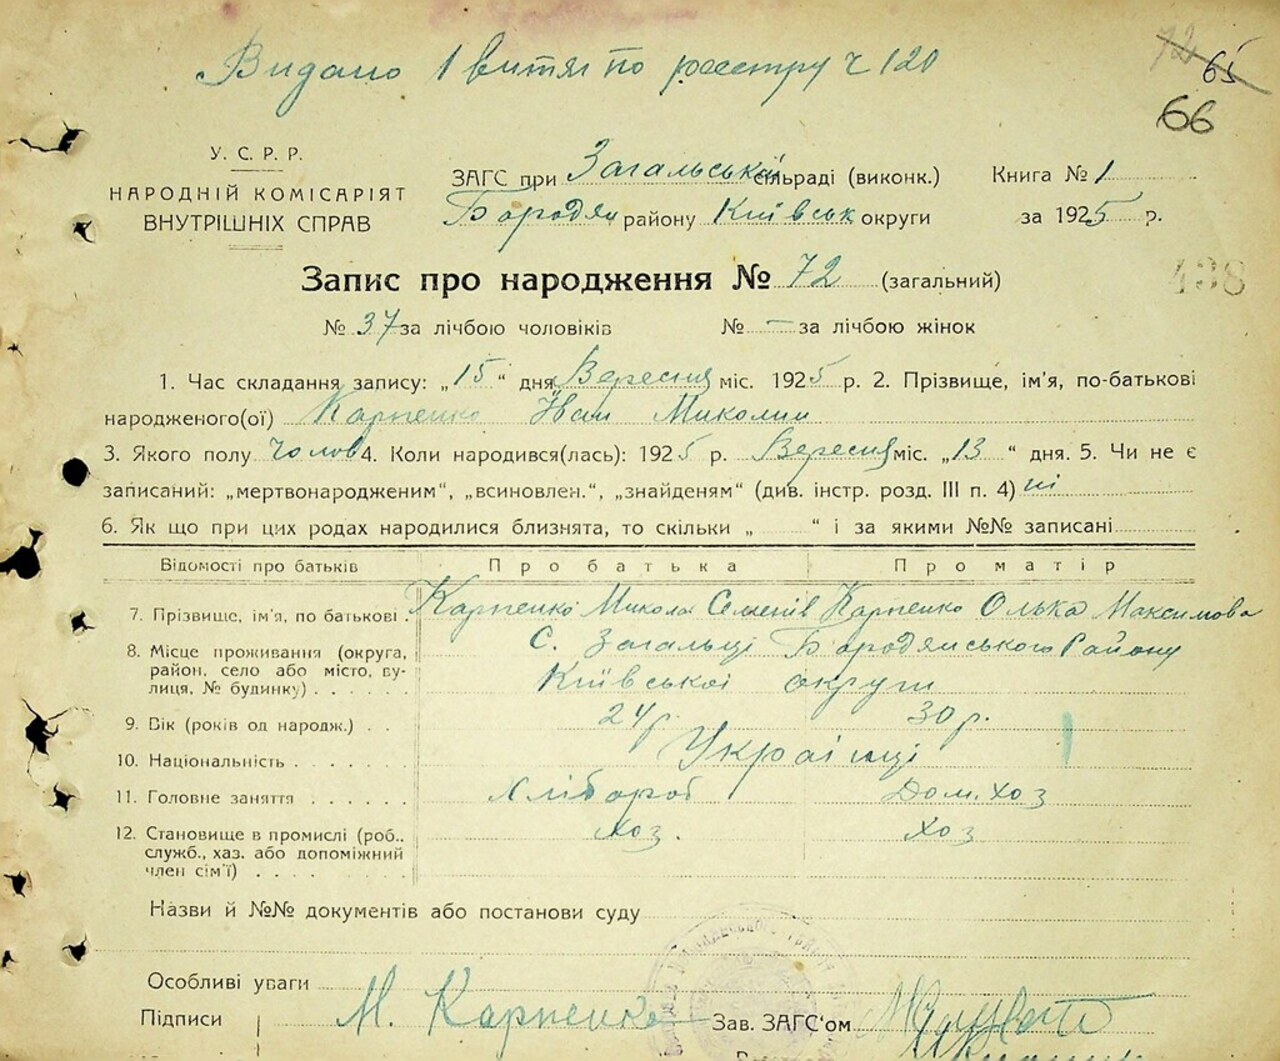 Видано 1 витяг по реєстру ч 120
72 65
66
У. С. Р. Р.
НАРОДНІЙ КОМІСАРІЯТ
ВНУТРІШНІХ СПРАВ
ЗАГС при Загальській сільраді (виконк.) Книга № 1
Бородян району Київськ округи за 1925 р.
Запис про народження № 72 (загальний)
438
№ 37 за лічбою чоловіків № — за лічбою жінок
1. Час складання запису: „15“ дня Вересня міс. 1925 р. 2. Прізвище, ім'я, по-батькові
народженого(ої) Карпенко Іван Миколин
3. Якого полу Чолов 4. Коли народився(лась): 1925 р. Вересня міс. „13“ дня. 5. Чи не є
записаний: „мертвонародженим“, „всиновлен.“, „знайденям“ (див. інстр. розд. III п. 4) ні
6. Як що при цих родах народилися близнята, то скільки „ “ і за якими №№ записані
Відомості про батьків Про батька Про матір
7. Прізвище, ім'я, по батькові. Карпенко Микола Семенів Карпенко Олька Максимова
8. Місце проживання (округа, район, село або місто, вулиця, № будинку) С. Загальці Бородянського Району
Київської округи
9. Вік (років од народж.) 24 р. 30 р.
10. Національність Українці
11. Головне заняття Хлібороб Дом. хоз
12. Становище в промислі (роб., служб., хаз. або допоміжний член сім'ї) хоз. Хоз
Назви й №№ документів або постанови суду
Особливі уваги
Підписи М. Карпенко Зав. ЗАГС'ом